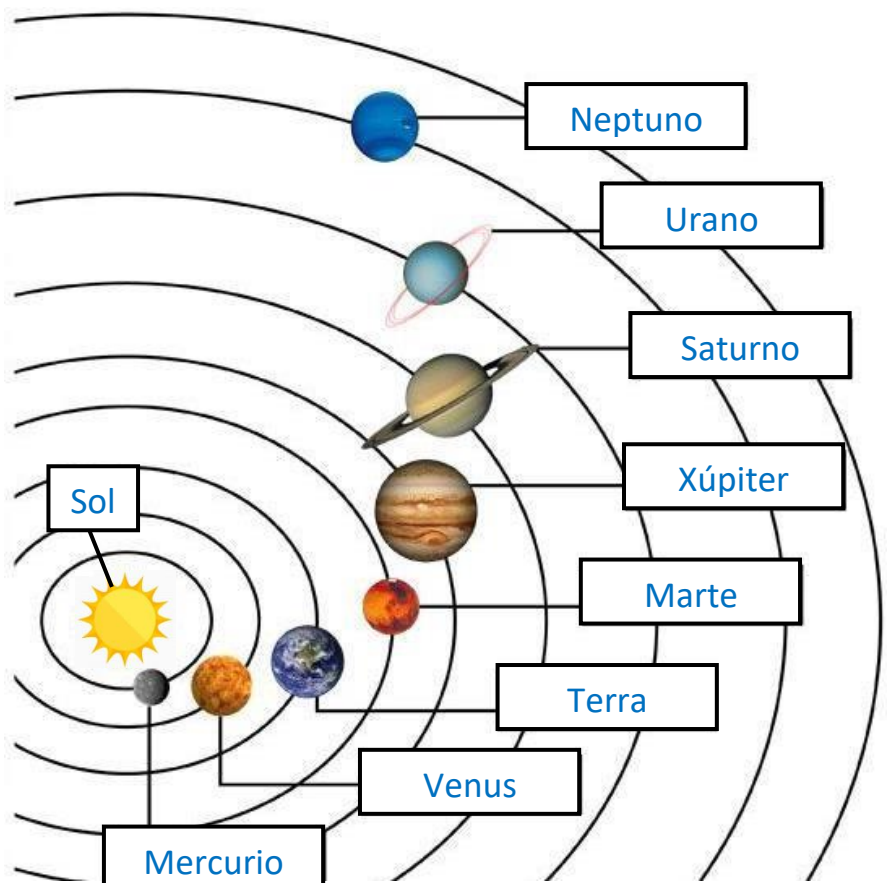 Neptuno
Urano
Saturno
Xúpiter
Sol
Marte
Terra
Venus
Mercurio